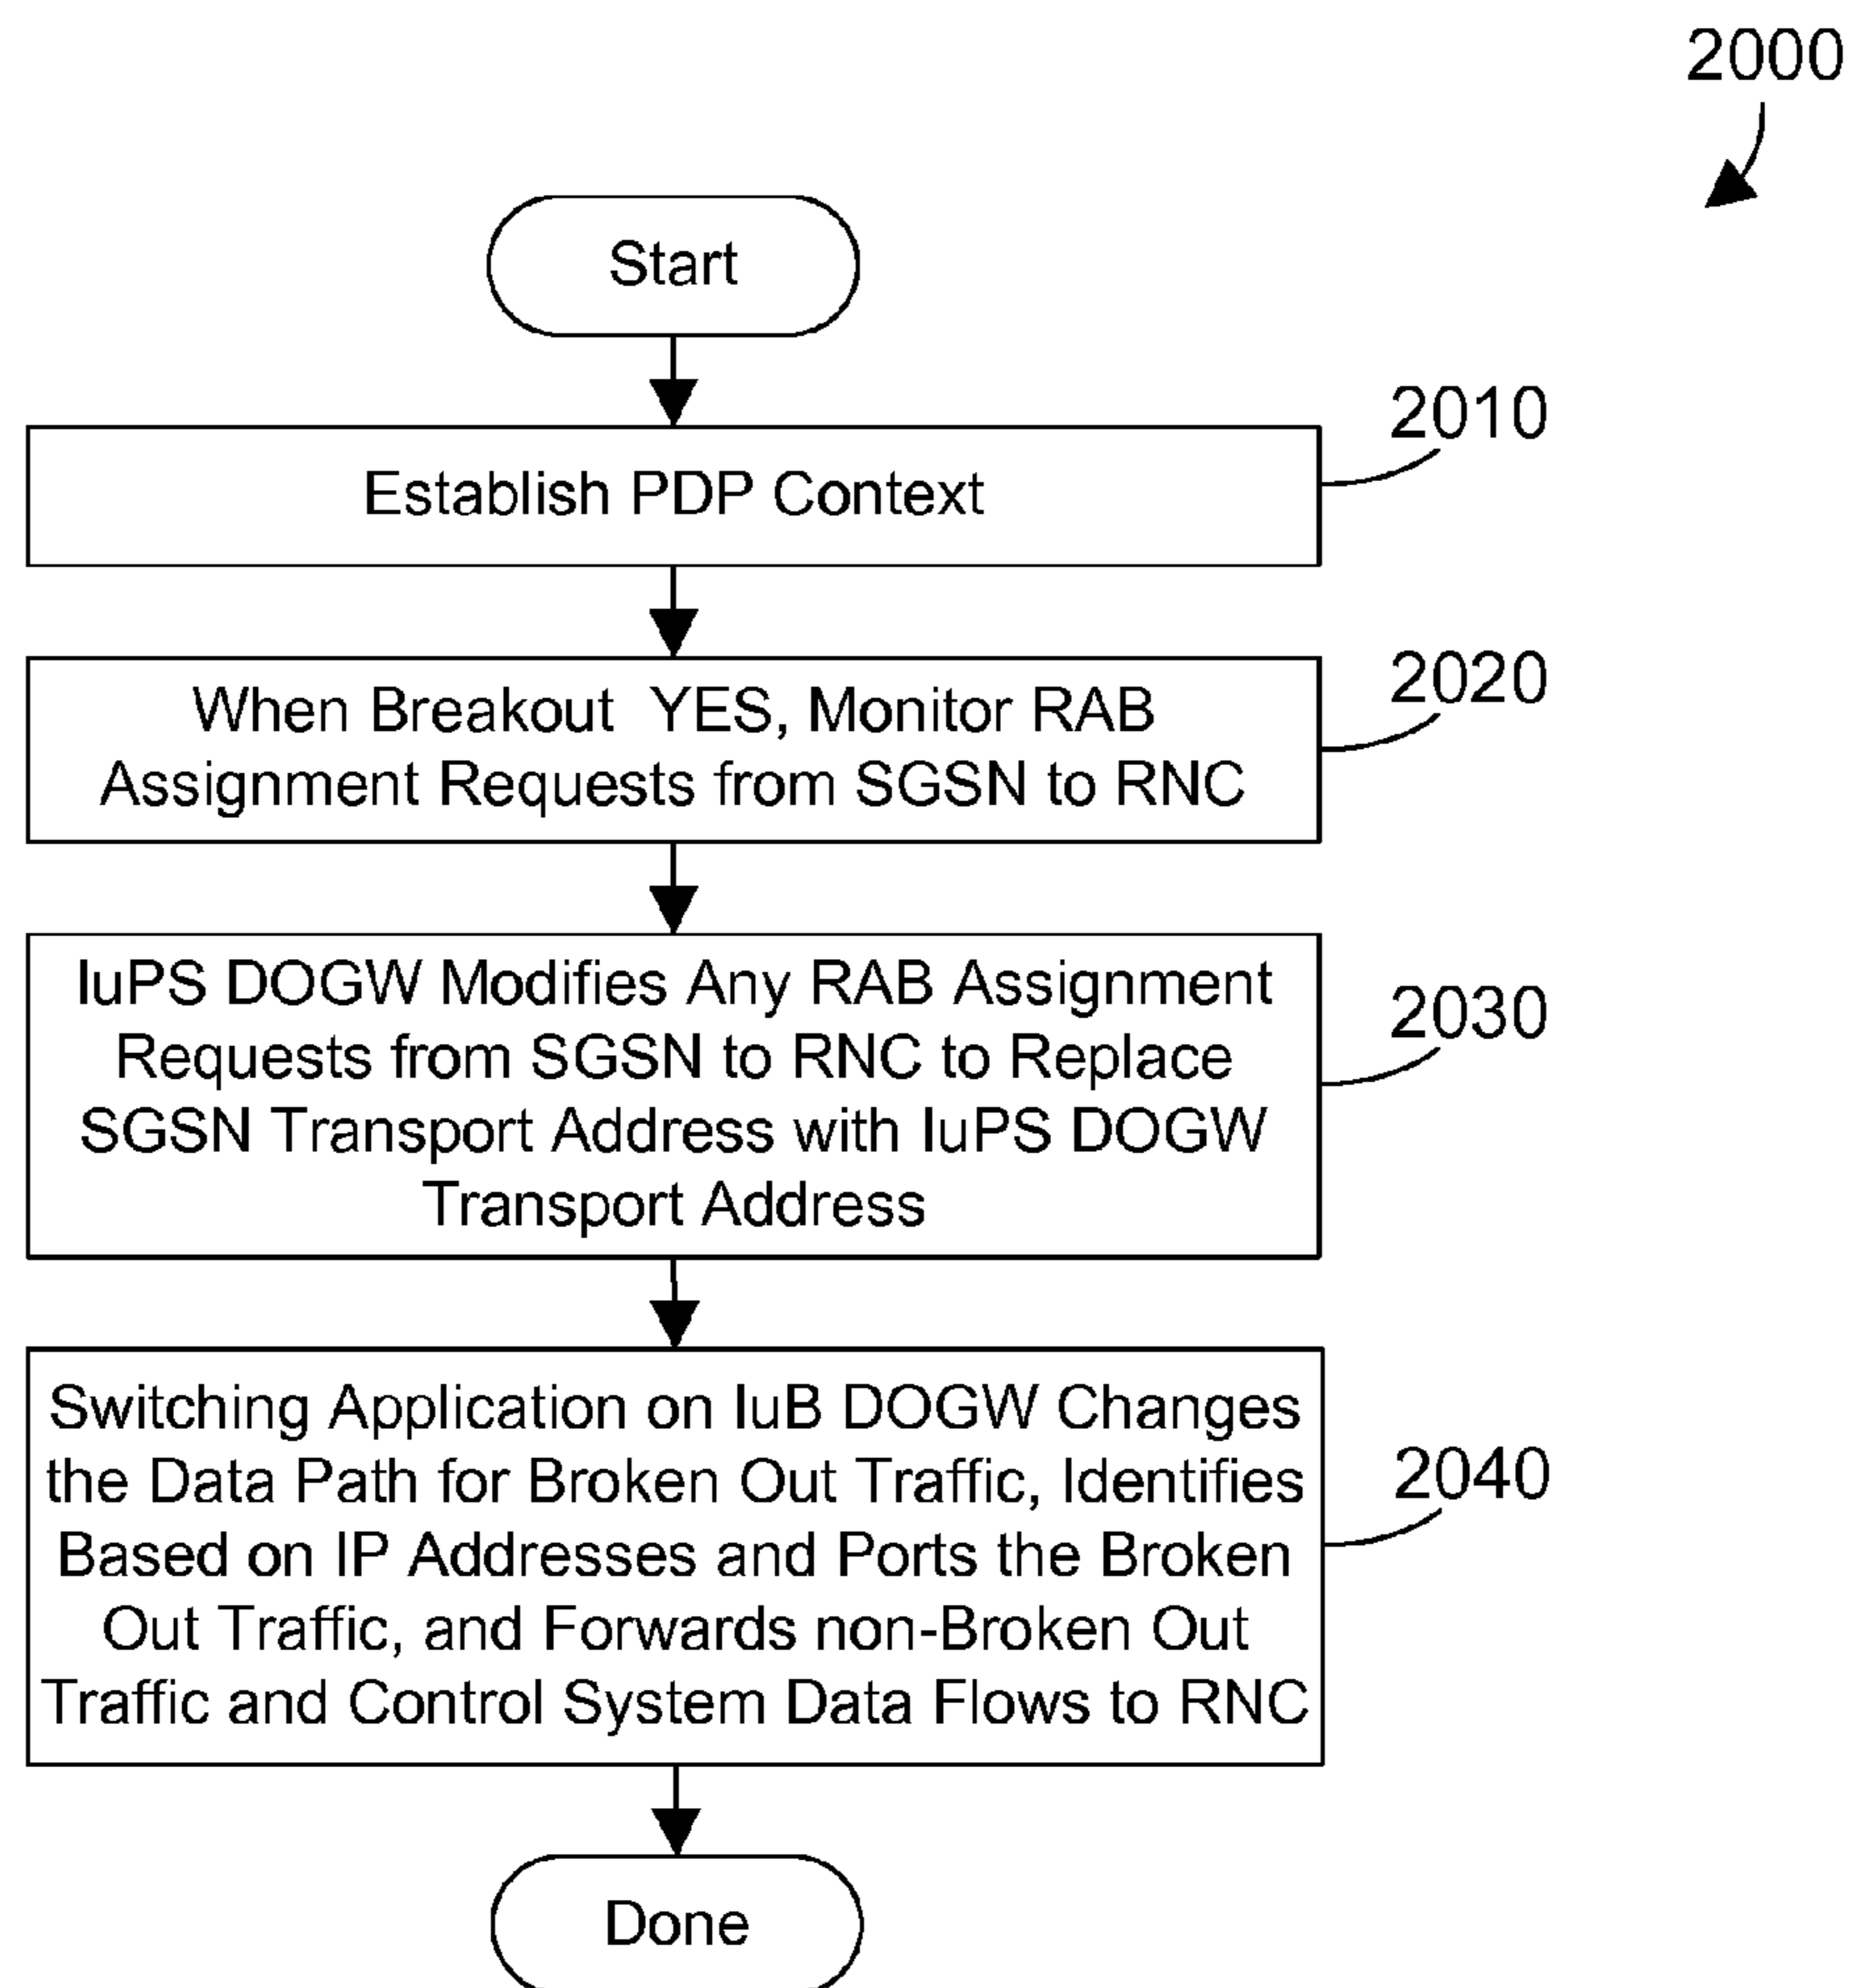 2000
Start
2010
Establish PDP Context
2020
When Breakout YES, Monitor RAB
Assignment Requests from SGSN to RNC
2030
IuPS DOGW Modifies Any RAB Assignment
Requests from SGSN to RNC to Replace
SGSN Transport Address with IuPS DOGW
Transport Address
2040
Switching Application on IuB DOGW Changes
the Data Path for Broken Out Traffic, Identifies
Based on IP Addresses and Ports the Broken
Out Traffic, and Forwards non-Broken Out
Traffic and Control System Data Flows to RNC
Done